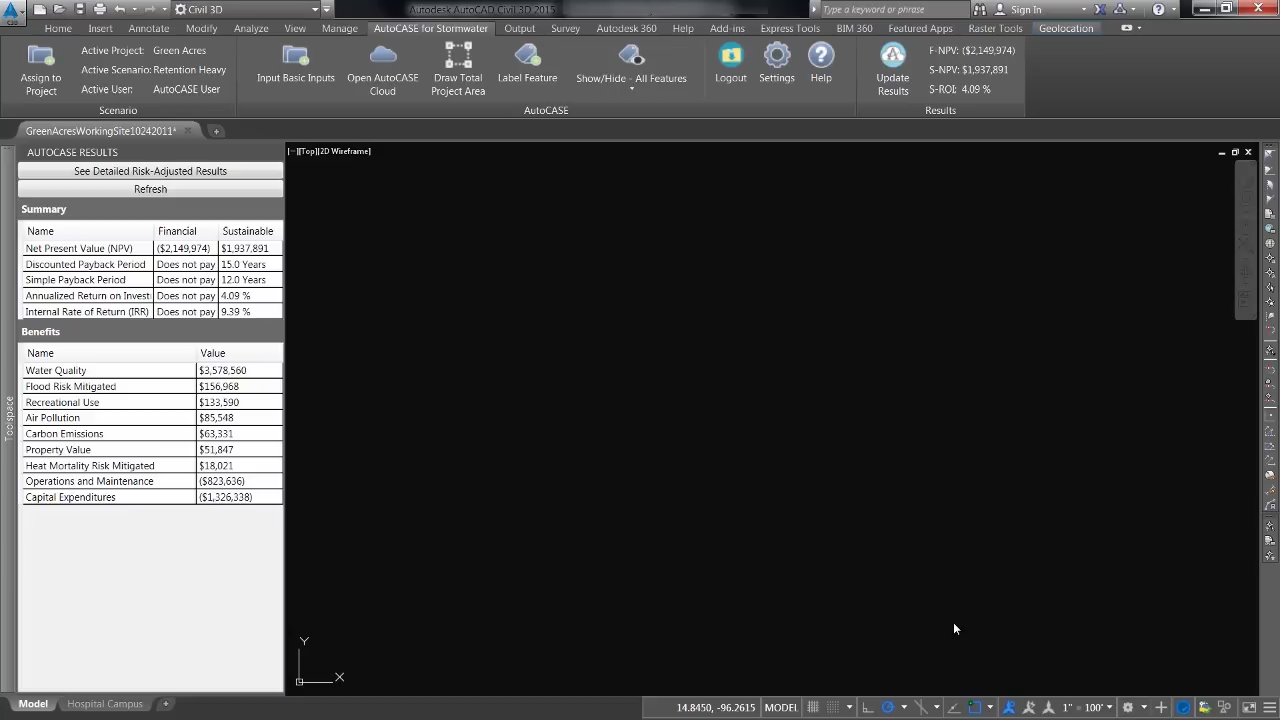 Civil 3D
Autodesk AutoCAD Civil 3D 2015
Type a keyword or phrase
Sign In
Home Insert Annotate Modify Analyze View Manage AutoCASE for Stormwater Output Survey Autodesk 360 Help Add-ins Express Tools BIM 360 Featured Apps Raster Tools Geolocation
Assign to
Project
Active Project: Green Acres
Active Scenario: Retention Heavy
Active User: AutoCASE User
Scenario
Input Basic Inputs
Open AutoCASE
Cloud
Draw Total
Project Area
Label Feature
Show/Hide - All Features
Logout
Settings
Help
AutoCASE
Update
Results
F-NPV: ($2,149,974)
S-NPV: $1,937,891
S-ROI: 4.09 %
Results
GreenAcresWorkingSite10242011*
Toolspace
AUTOCASE RESULTS
See Detailed Risk-Adjusted Results
Refresh
Summary
Name Financial Sustainable
Net Present Value (NPV) ($2,149,974) $1,937,891
Discounted Payback Period Does not pay 15.0 Years
Simple Payback Period Does not pay 12.0 Years
Annualized Return on Invest Does not pay 4.09 %
Internal Rate of Return (IRR) Does not pay 9.39 %
Benefits
Name Value
Water Quality $3,578,560
Flood Risk Mitigated $156,968
Recreational Use $133,590
Air Pollution $85,548
Carbon Emissions $63,331
Property Value $51,847
Heat Mortality Risk Mitigated $18,021
Operations and Maintenance ($823,636)
Capital Expenditures ($1,326,338)
[−][Top][2D Wireframe]
Y
X
Model Hospital Campus
14.8450, -96.2615 MODEL
1" = 100'